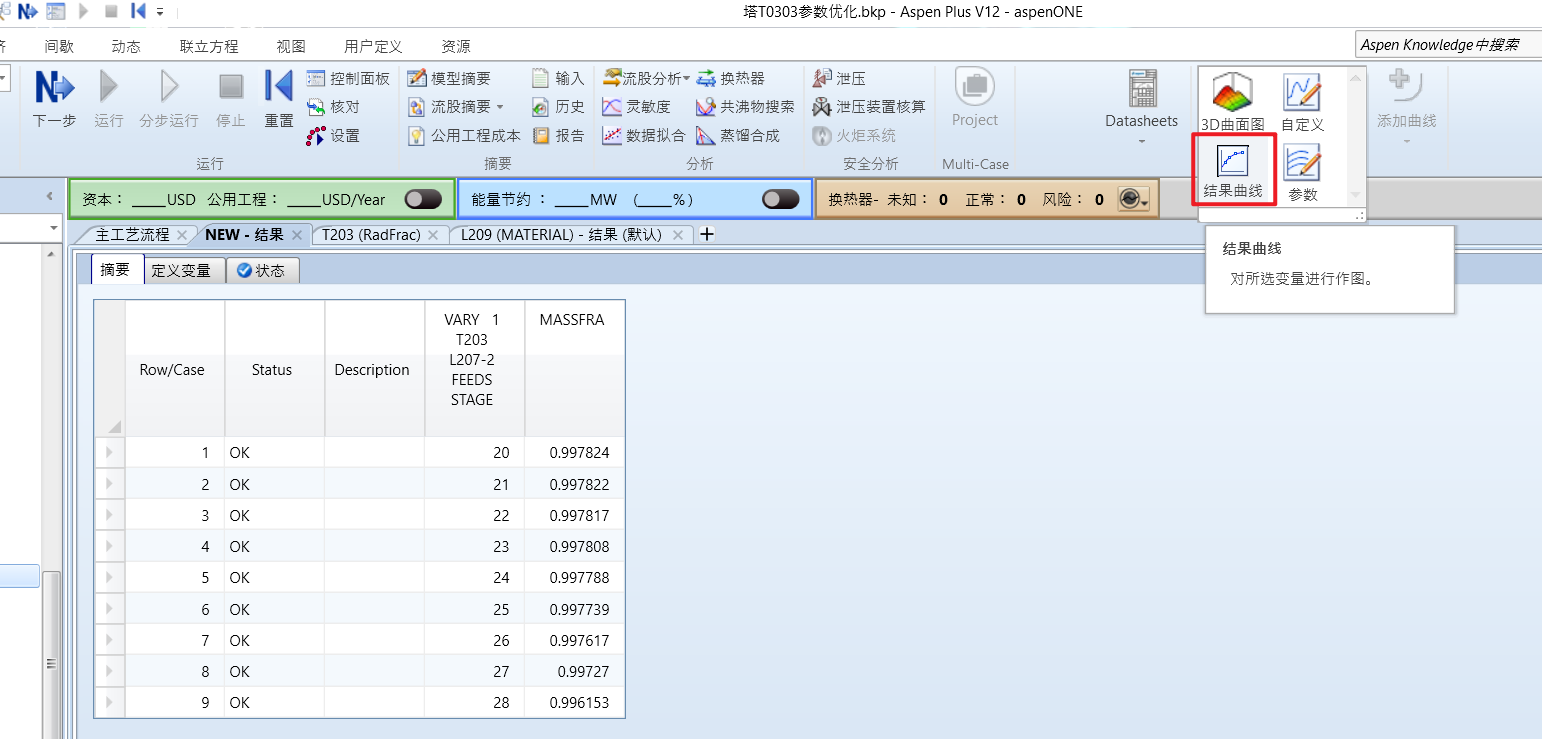 塔T0303参数优化.bkp - Aspen Plus V12 - aspenONE
间歇 动态 联立方程 视图 用户定义 资源
Aspen Knowledge中搜索
下一步 运行 分步运行 停止 重置
控制面板
核对
设置
运行
模型摘要 输入
流股摘要 历史
公用工程成本 报告
摘要
流股分析 换热器
灵敏度 共沸物搜索
数据拟合 蒸馏合成
分析
泄压
泄压装置核算
火炬系统
安全分析
Project
Multi-Case
Datasheets
3D曲面图 自定义
结果曲线 参数
添加曲线
资本： _____USD 公用工程： _____USD/Year
能量节约 ： _____MW (_____%)
换热器- 未知： 0 正常： 0 风险： 0
主工艺流程 NEW - 结果 T203 (RadFrac) L209 (MATERIAL) - 结果 (默认)
结果曲线
对所选变量进行作图。
摘要 定义变量 状态
Row/Case Status Description VARY 1 T203 L207-2 FEEDS STAGE MASSFRA
1 OK 20 0.997824
2 OK 21 0.997822
3 OK 22 0.997817
4 OK 23 0.997808
5 OK 24 0.997788
6 OK 25 0.997739
7 OK 26 0.997617
8 OK 27 0.99727
9 OK 28 0.996153